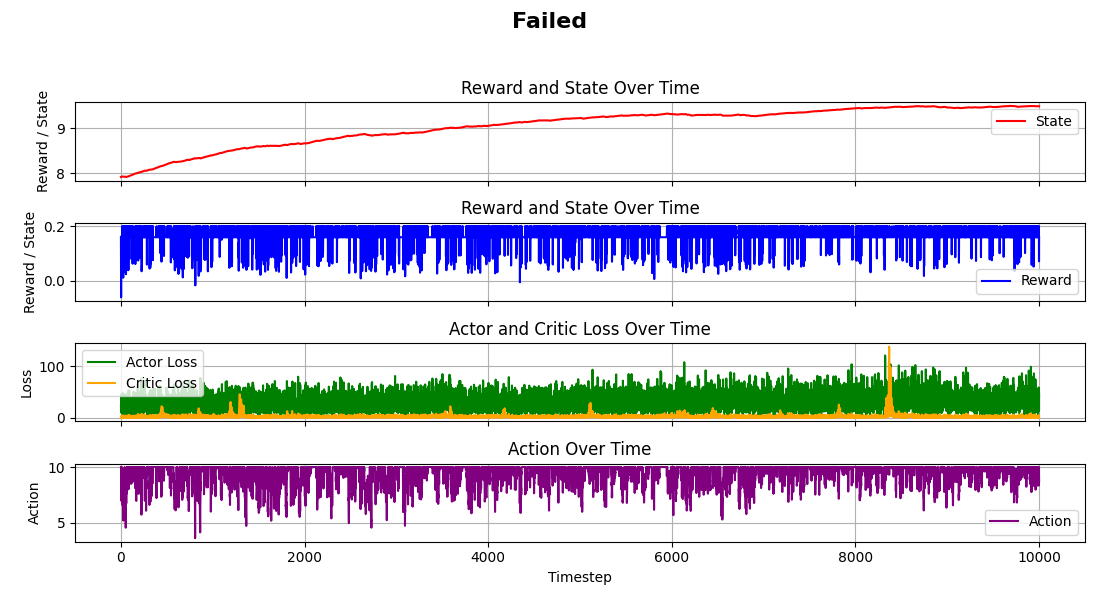 Failed
Reward and State Over Time
Reward / State
9
8
State
Reward and State Over Time
Reward / State
0.2
0.0
Reward
Actor and Critic Loss Over Time
Loss
100
0
Actor Loss
Critic Loss
Action Over Time
Action
10
5
Action
0 2000 4000 6000 8000 10000
Timestep